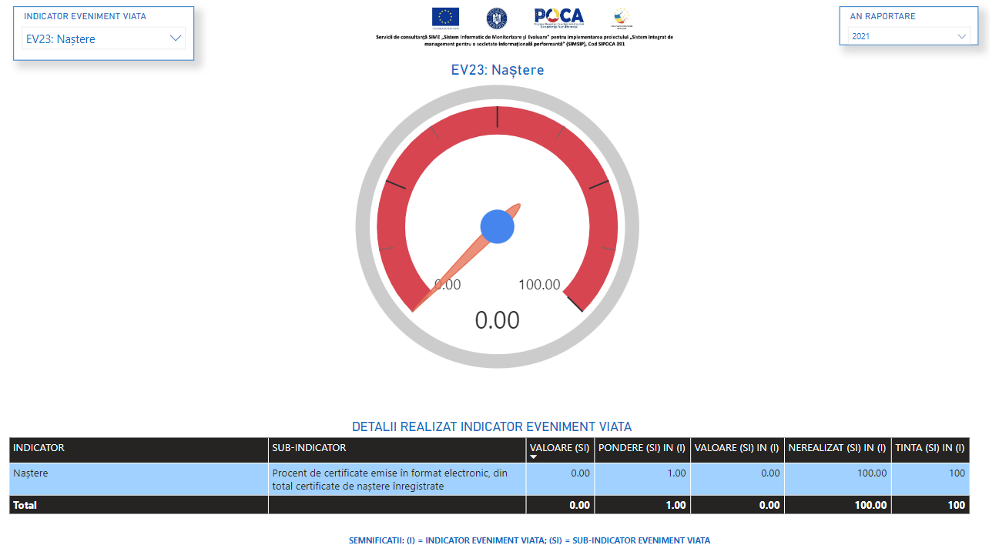 INDICATOR EVENIMENT VIATA
EV23: Naștere
POCA
Servicii de consultanță SIME „Sistem Informatic de Monitorizare și Evaluare" pentru implementarea proiectului „Sistem integrat de
management pentru o societate informațională performantă" (SIMSIP), Cod SIPOCA 391
AN RAPORTARE
2021
EV23: Naștere
0.00
100.00
0.00
DETALII REALIZAT INDICATOR EVENIMENT VIATA
INDICATOR SUB-INDICATOR VALOARE (SI) PONDERE (SI) IN (I) VALOARE (SI) IN (I) NEREALIZAT (SI) IN (I) TINTA (SI) IN (I)
Naștere Procent de certificate emise în format electronic, din 0.00 1.00 0.00 100.00 100
total certificate de naștere înregistrate
Total 0.00 1.00 0.00 100.00 100
SEMNIFICATII: (I) = INDICATOR EVENIMENT VIATA; (SI) = SUB-INDICATOR EVENIMENT VIATA